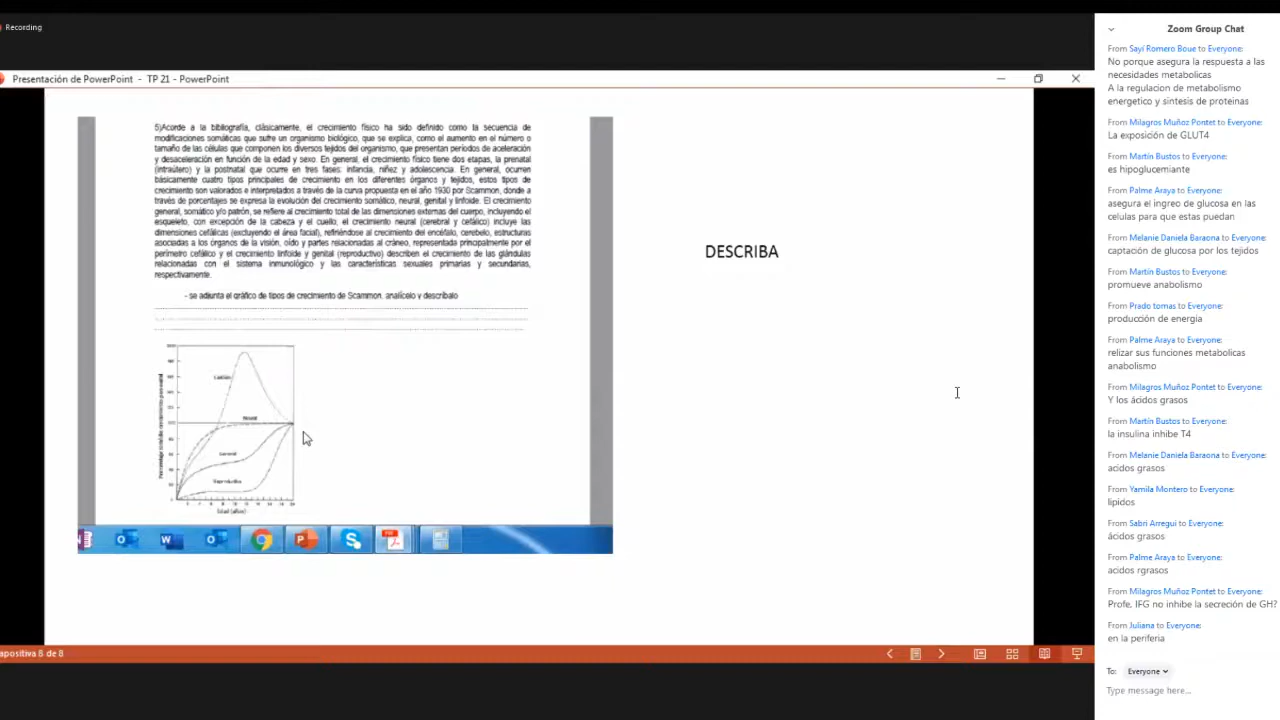 Recording
Presentación de PowerPoint - TP 21 - PowerPoint
5)Acorde a la bibliografía, clásicamente, el crecimiento físico ha sido definido como la secuencia de
modificaciones somáticas que sufre un organismo biológico, que se explica, como el aumento en el número o
tamaño de las células que componen los diversos tejidos del organismo, que presentan períodos de aceleración
y desaceleración en función de la edad y sexo. En general, el crecimiento físico tiene dos etapas, la prenatal
(intraútero) y la postnatal que ocurre en tres fases: infancia, niñez y adolescencia. En general, ocurren
básicamente cuatro tipos principales de crecimiento en los diferentes órganos y tejidos, estos tipos de
crecimiento son valorados e interpretados a través de la curva propuesta en el año 1930 por Scammon, donde a
través de porcentajes se expresa la evolución del crecimiento somático, neural, genital y linfoide. El crecimiento
general, somático y/o patrón, se refiere al crecimiento total de las dimensiones externas del cuerpo, incluyendo el
esqueleto, con excepción de la cabeza y el cuello, el crecimiento neural (cerebral y cefálico) incluye las
dimensiones cefálicas (excluyendo el área facial), refiriéndose al crecimiento del encéfalo, cerebelo, estructuras
asociadas a los órganos de la visión, oído y partes relacionadas al cráneo, representada principalmente por el
perímetro cefálico y el crecimiento linfoide y genital (reproductivo) describen el crecimiento de las glándulas
relacionadas con el sistema inmunológico y las características sexuales primarias y secundarias,
respectivamente.
- se adjunta el gráfico de tipos de crecimiento de Scammon, analícelo y descríbalo
Neural
General
Reproductivo
Edad (años)
DESCRIBA
apositiva 8 de 8
Zoom Group Chat
From Sayí Romero Boue to Everyone:
No porque asegura la respuesta a las
necesidades metabolicas
A la regulacion de metabolismo
energetico y sintesis de proteinas
From Milagros Muñoz Pontet to Everyone:
La exposición de GLUT4
From Martín Bustos to Everyone:
es hipoglucemiante
From Palme Araya to Everyone:
asegura el ingreo de glucosa en las
celulas para que estas puedan
From Melanie Daniela Baraona to Everyone:
captación de glucosa por los tejidos
From Martín Bustos to Everyone:
promueve anabolismo
From Prado tomas to Everyone:
producción de energía
From Palme Araya to Everyone:
relizar sus funciones metabolicas
anabolismo
From Milagros Muñoz Pontet to Everyone:
Y los ácidos grasos
From Martín Bustos to Everyone:
la insulina inhibe T4
From Melanie Daniela Baraona to Everyone:
acidos grasos
From Yamila Montero to Everyone:
lipidos
From Sabri Arregui to Everyone:
ácidos grasos
From Palme Araya to Everyone:
acidos rgrasos
From Milagros Muñoz Pontet to Everyone:
Profe, IFG no inhibe la secreción de GH?
From Juliana to Everyone:
en la periferia
To: Everyone
Type message here...